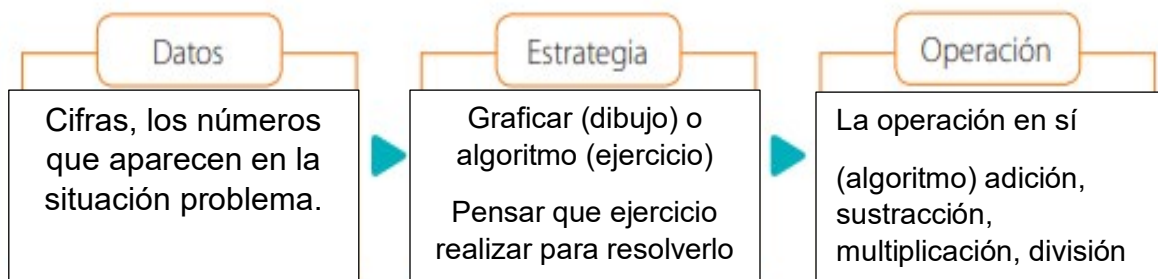 Datos
Cifras, los números
que aparecen en la
situación problema.
Estrategia
Graficar (dibujo) o
algoritmo (ejercicio)
Pensar que ejercicio
realizar para resolverlo
Operación
La operación en sí
(algoritmo) adición,
sustracción,
multiplicación, división